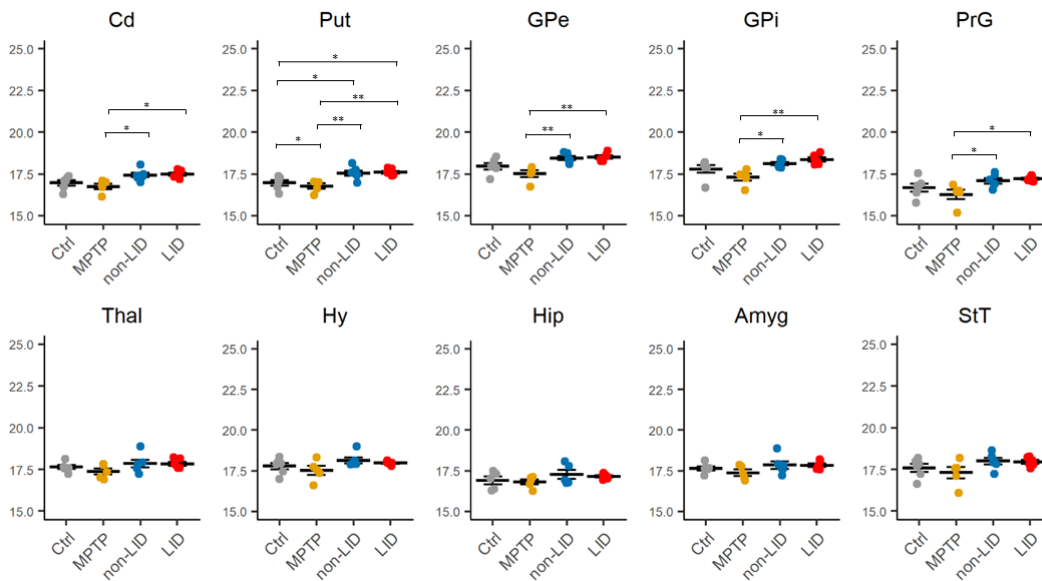 Cd Put GPe GPi PrG
25.0 25.0 25.0 25.0 25.0
* * ** ** *
22.5 22.5 22.5 22.5 22.5
* * ** * *
20.0 20.0 20.0 20.0 20.0
** ** *
17.5 17.5 17.5 17.5 17.5
15.0 15.0 15.0 15.0 15.0
Ctrl MPTP non-LID LID Ctrl MPTP non-LID LID Ctrl MPTP non-LID LID Ctrl MPTP non-LID LID Ctrl MPTP non-LID LID
Thal Hy Hip Amyg StT
25.0 25.0 25.0 25.0 25.0
22.5 22.5 22.5 22.5 22.5
20.0 20.0 20.0 20.0 20.0
17.5 17.5 17.5 17.5 17.5
15.0 15.0 15.0 15.0 15.0
Ctrl MPTP non-LID LID Ctrl MPTP non-LID LID Ctrl MPTP non-LID LID Ctrl MPTP non-LID LID Ctrl MPTP non-LID LID